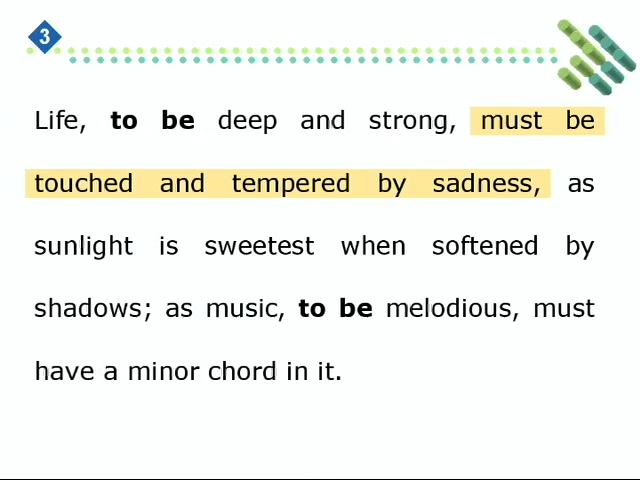 3
Life, to be deep and strong, must be
touched and tempered by sadness, as
sunlight is sweetest when softened by
shadows; as music, to be melodious, must
have a minor chord in it.